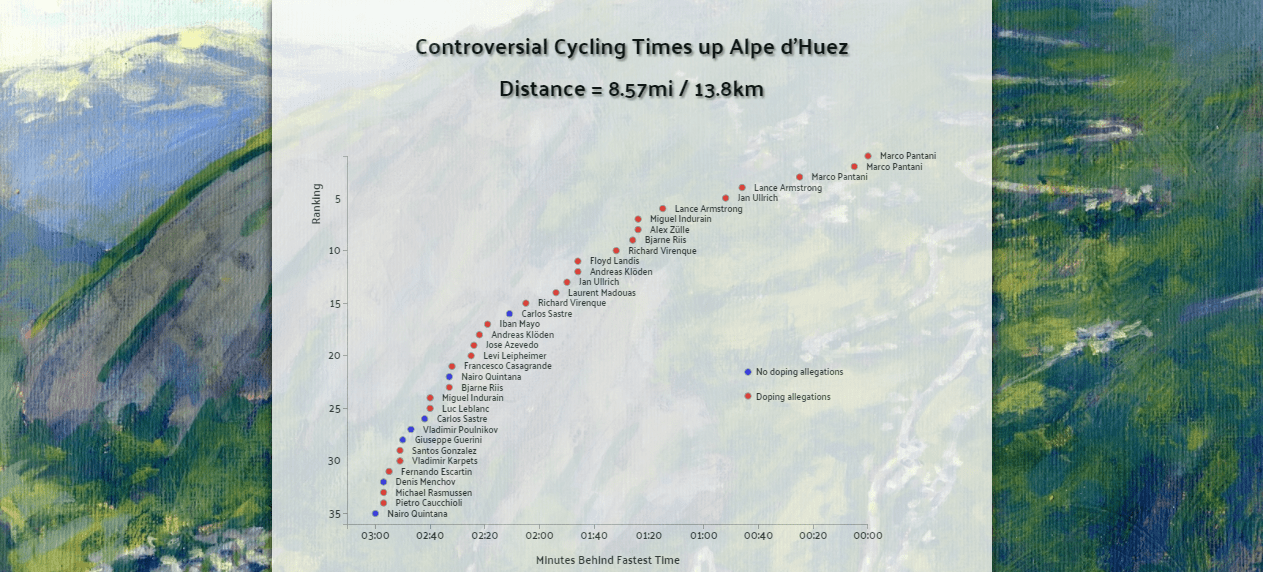 Controversial Cycling Times up Alpe d'Huez
Distance = 8.57mi / 13.8km
Ranking
Marco Pantani
Marco Pantani
Marco Pantani
Lance Armstrong
5
Jan Ullrich
Lance Armstrong
Miguel Indurain
Alex Zülle
Bjarne Riis
10
Richard Virenque
Floyd Landis
Andreas Klöden
Jan Ullrich
Laurent Madouas
15
Richard Virenque
Carlos Sastre
Iban Mayo
Andreas Klöden
Jose Azevedo
20
Levi Leipheimer
Francesco Casagrande
Nairo Quintana
Bjarne Riis
Miguel Indurain
25
Luc Leblanc
Carlos Sastre
Vladimir Poulnikov
Giuseppe Guerini
Santos Gonzalez
30
Vladimir Karpets
Fernando Escartin
Denis Menchov
Michael Rasmussen
Pietro Caucchioli
35
Nairo Quintana
No doping allegations
Doping allegations
03:00 02:40 02:20 02:00 01:40 01:20 01:00 00:40 00:20 00:00
Minutes Behind Fastest Time